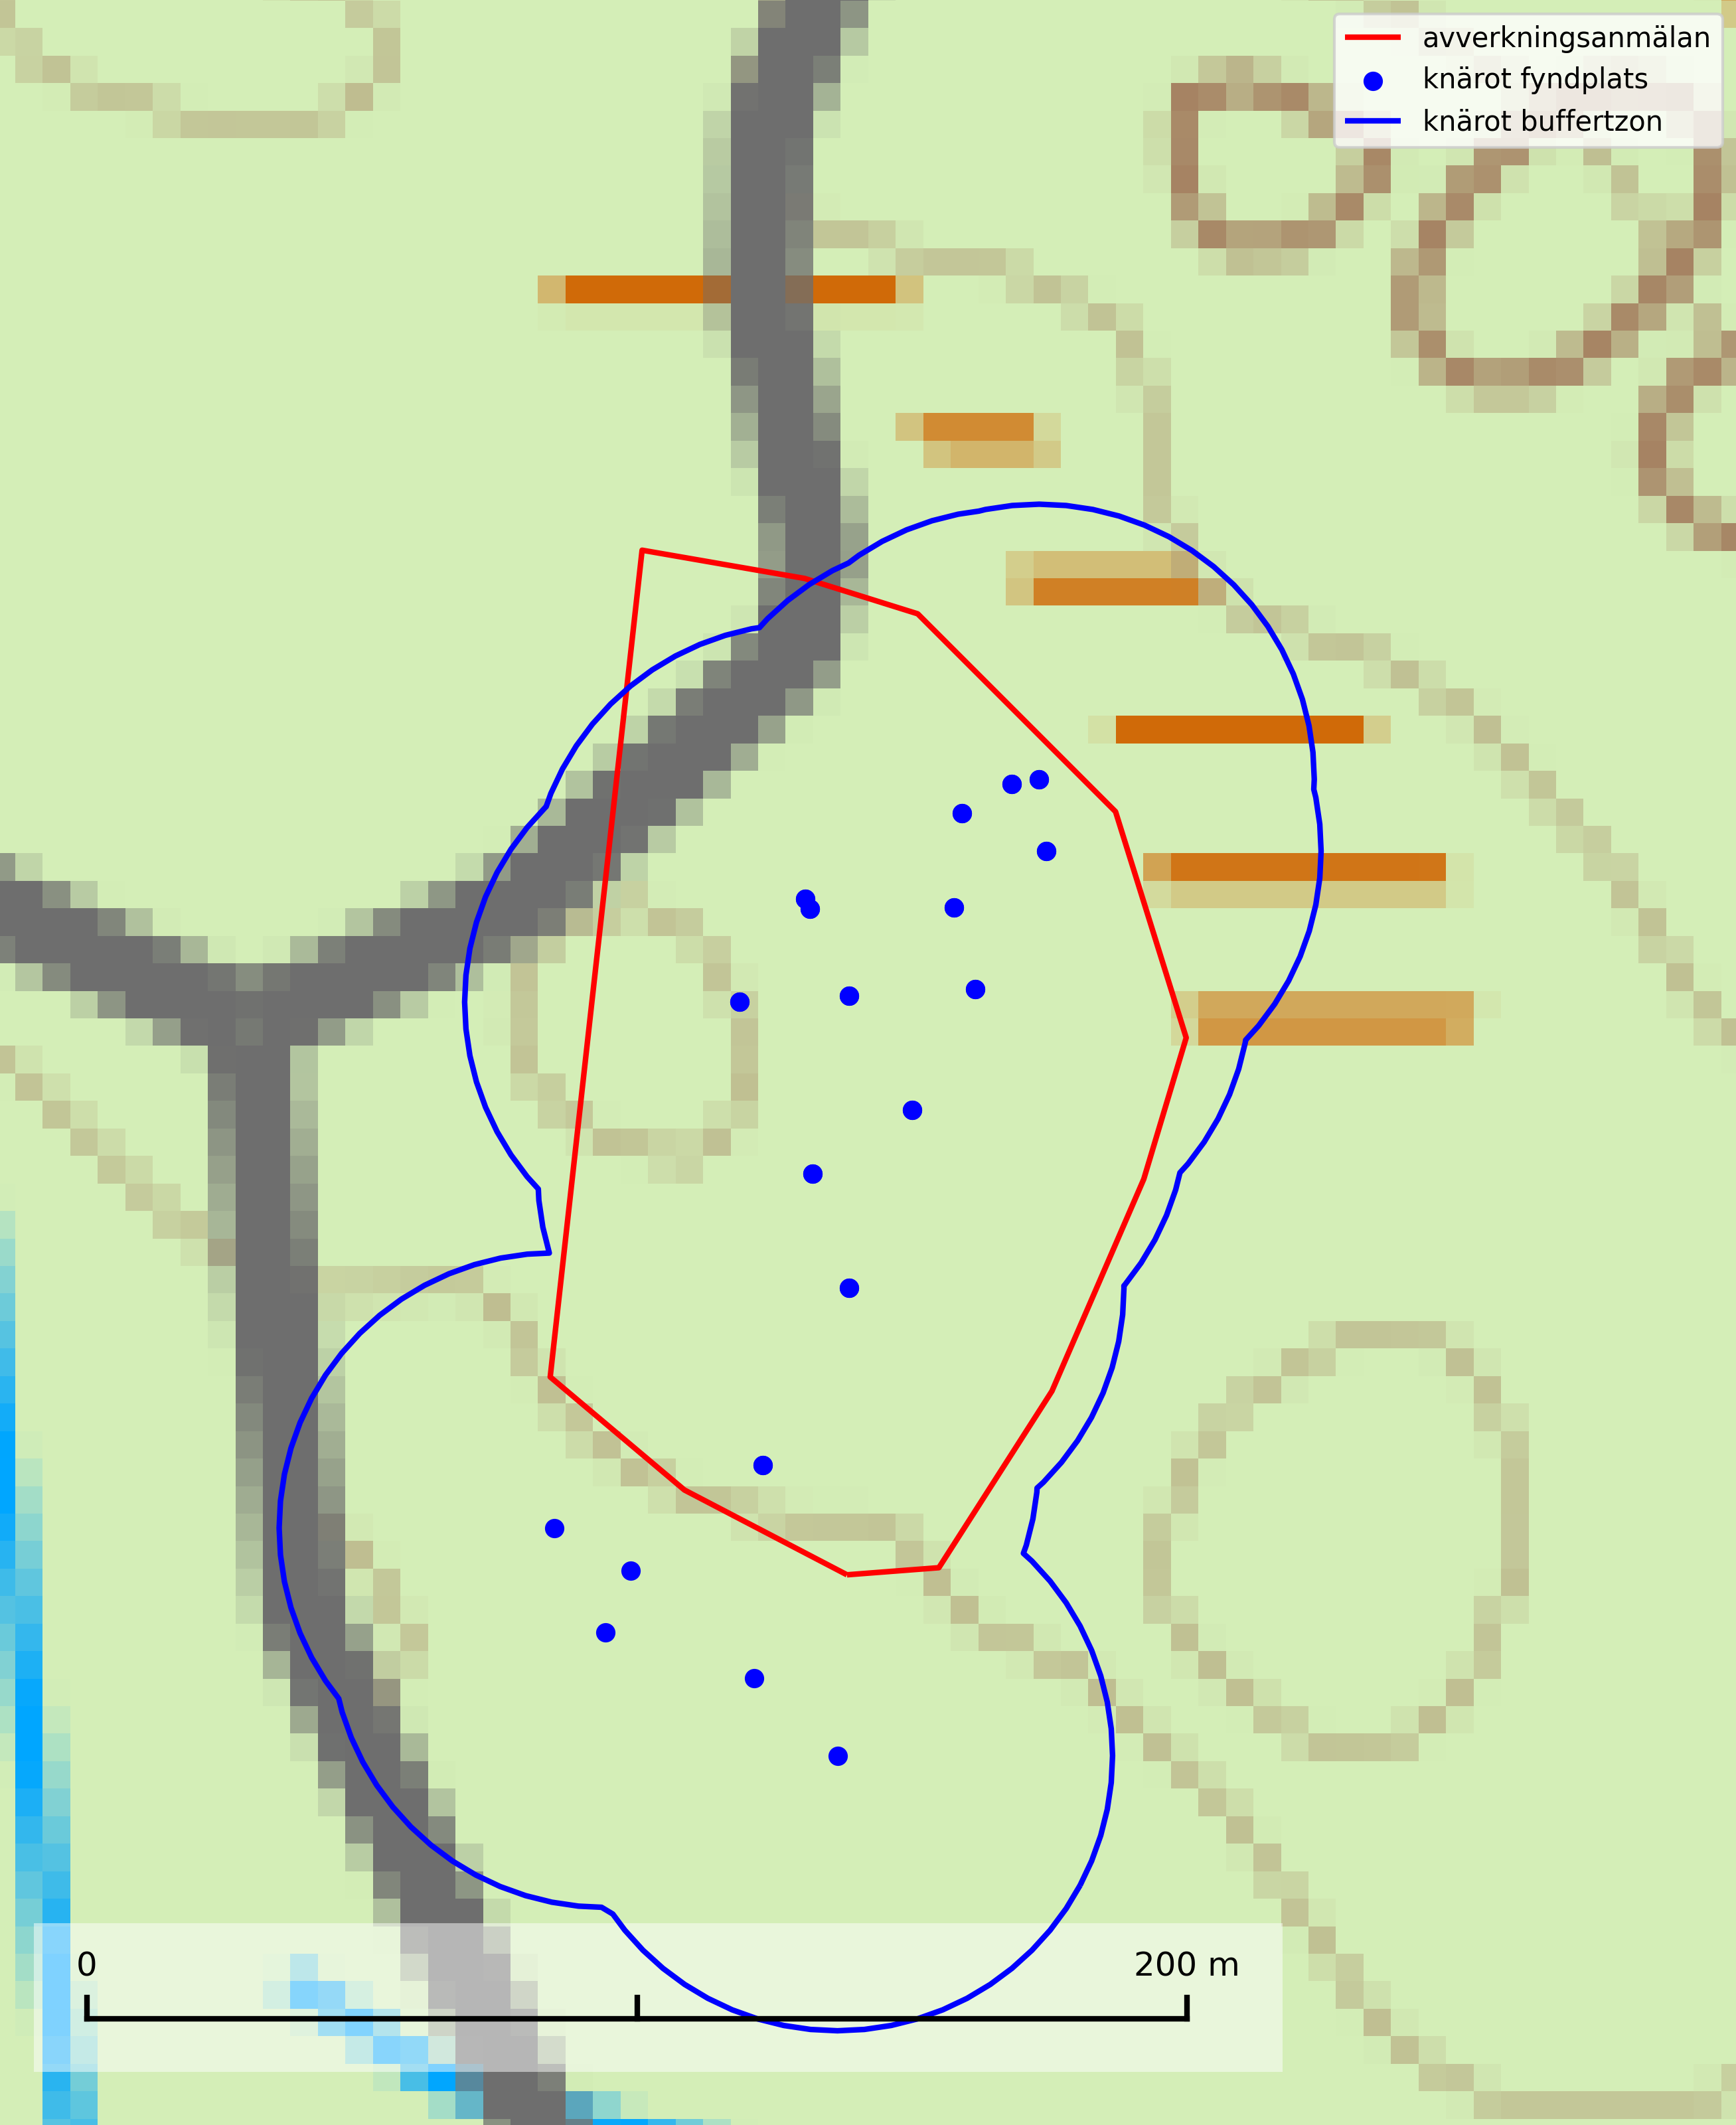 avverkningsanmälan
knärot fyndplats
knärot buffertzon
0 200 m